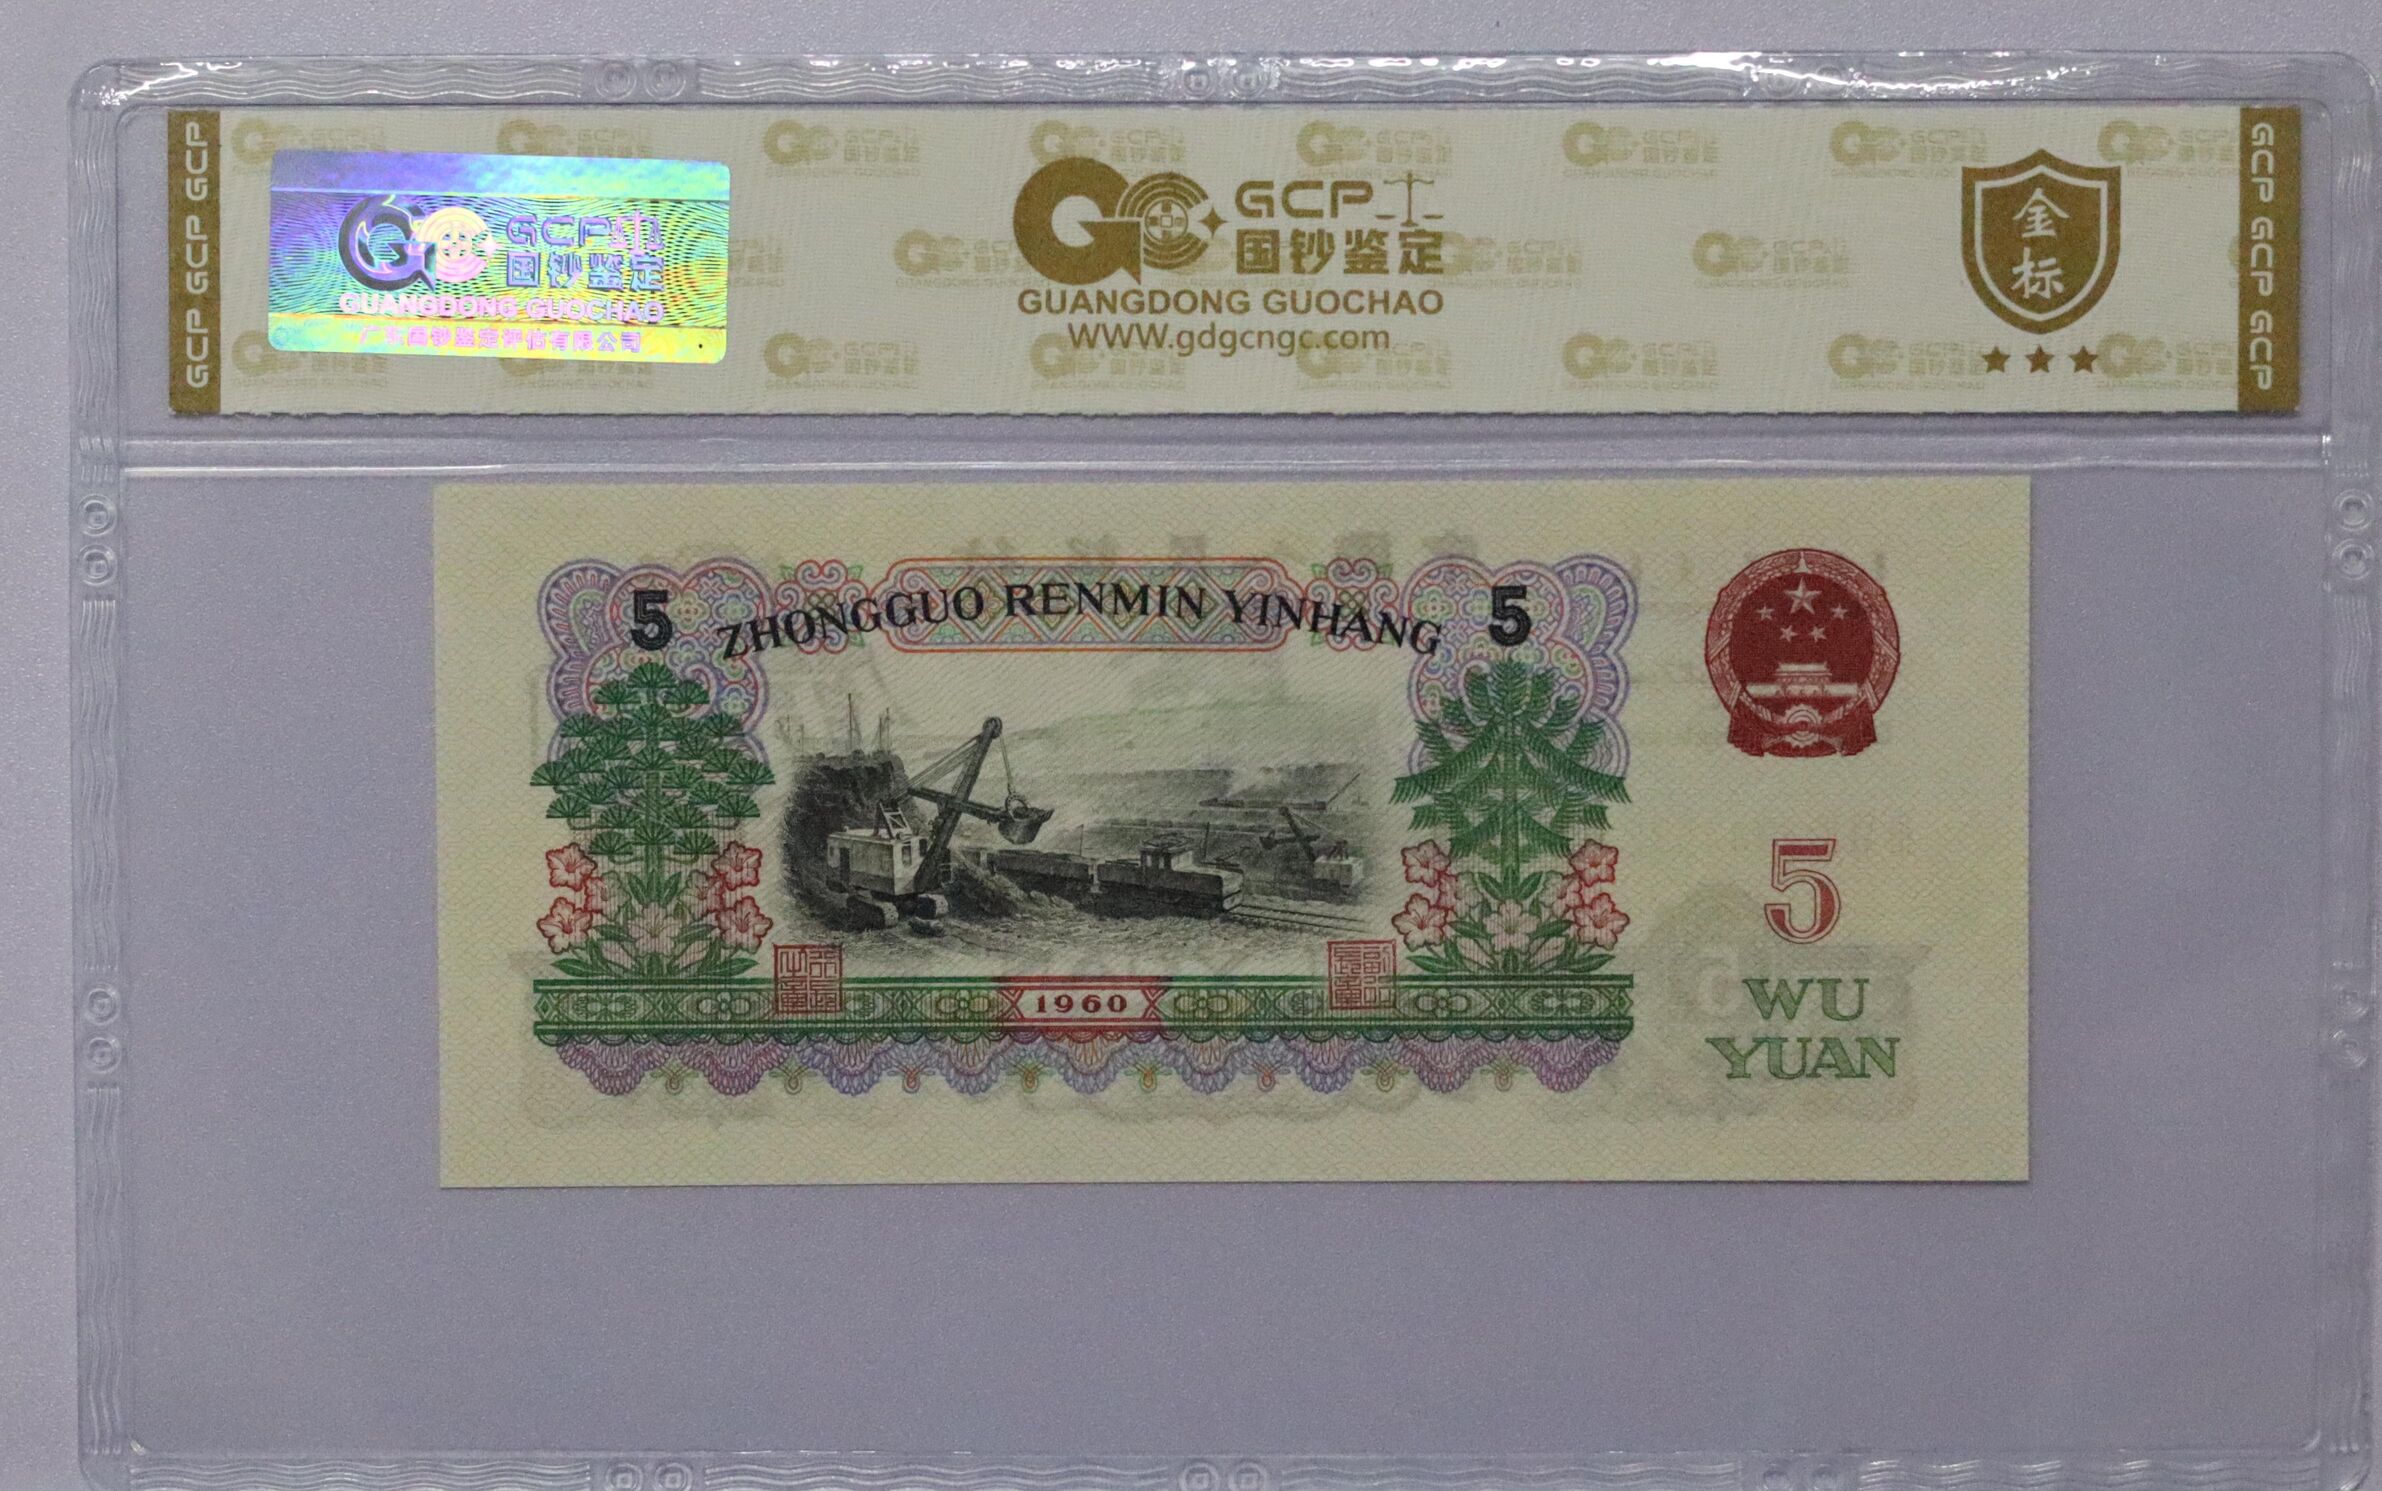 GCP GCP GCP
GCP
国钞鉴定
GUANGDONG GUOCHAO
广东国钞鉴定评估有限公司
GCP
国钞鉴定
GUANGDONG GUOCHAO
WWW.gdgcngc.com
金标
GCP GCP GCP
5 ZHONGGUO RENMIN YINHANG 5
5
WU
YUAN
1960